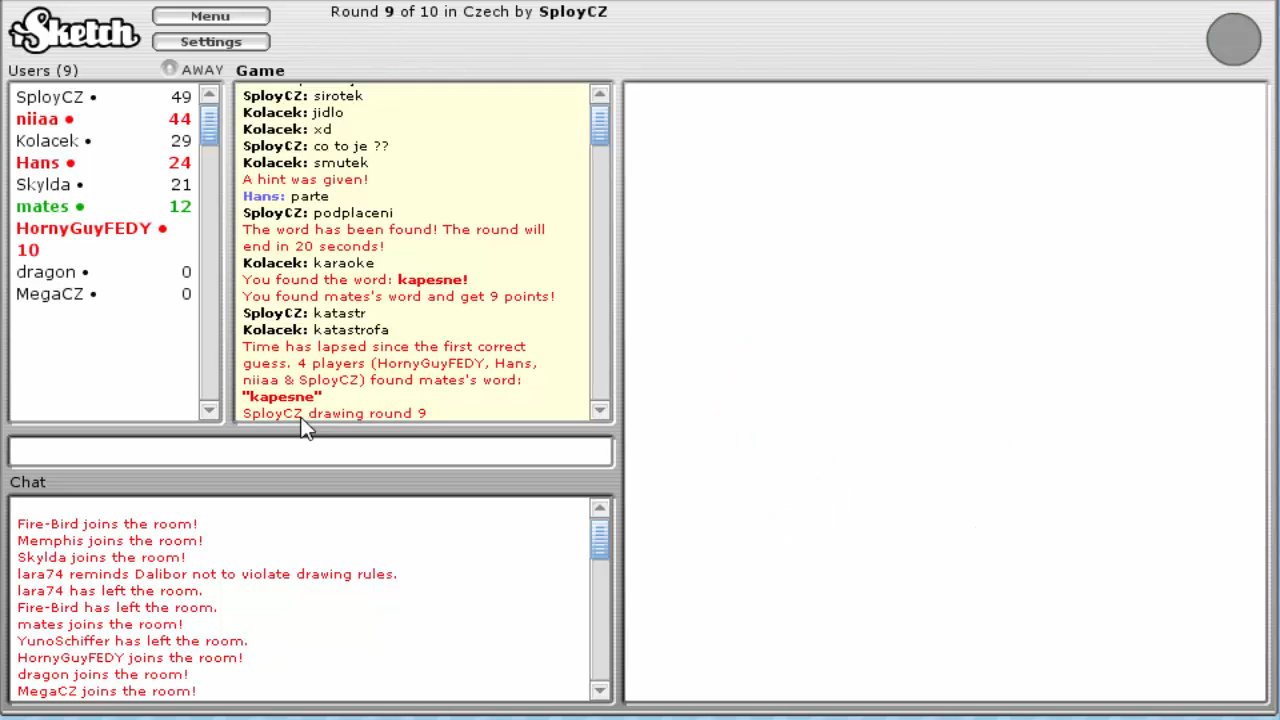 iSketch
Menu
Settings
Round 9 of 10 in Czech by SployCZ
Users (9)
AWAY
SployCZ • 49
niiaa • 44
Kolacek • 29
Hans • 24
Skylda • 21
mates • 12
HornyGuyFEDY •
10
dragon • 0
MegaCZ • 0
Game
SployCZ: sirotek
Kolacek: jidlo
Kolacek: xd
SployCZ: co to je ??
Kolacek: smutek
A hint was given!
Hans: parte
SployCZ: podplaceni
The word has been found! The round will
end in 20 seconds!
Kolacek: karaoke
You found the word: kapesne!
You found mates's word and get 9 points!
SployCZ: katastr
Kolacek: katastrofa
Time has lapsed since the first correct
guess. 4 players (HornyGuyFEDY, Hans,
niiaa & SployCZ) found mates's word:
"kapesne"
SployCZ drawing round 9
Chat
Fire-Bird joins the room!
Memphis joins the room!
Skylda joins the room!
lara74 reminds Dalibor not to violate drawing rules.
lara74 has left the room.
Fire-Bird has left the room.
mates joins the room!
YunoSchiffer has left the room.
HornyGuyFEDY joins the room!
dragon joins the room!
MegaCZ joins the room!